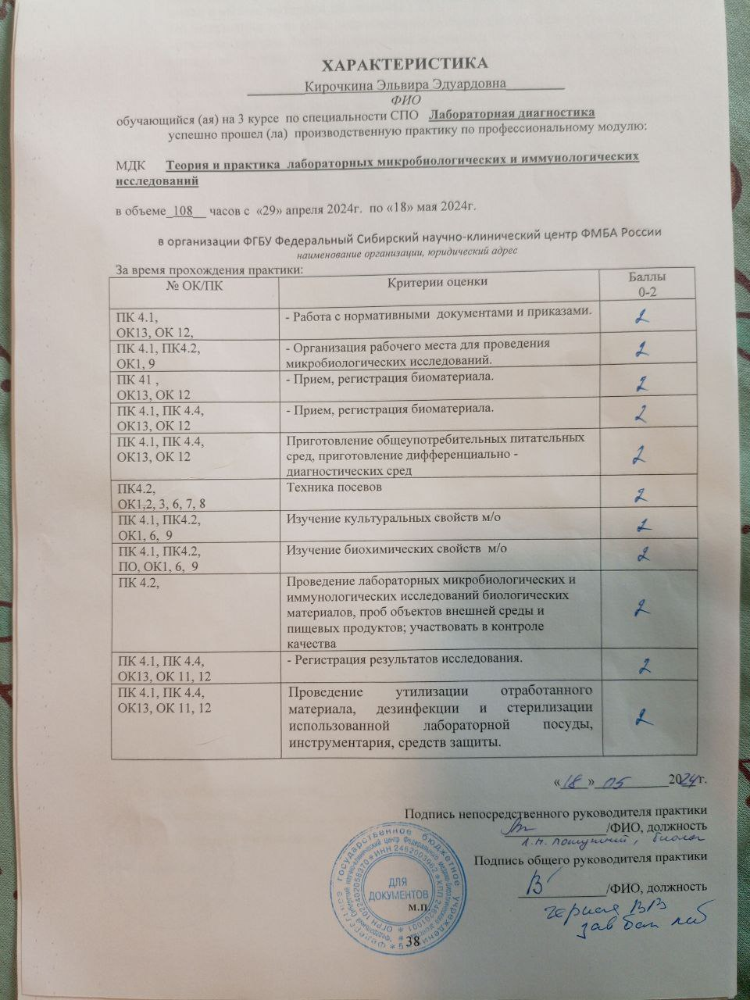 ХАРАКТЕРИСТИКА
Кирочкина Эльвира Эдуардовна
ФИО
обучающийся (ая) на 3 курсе по специальности СПО Лабораторная диагностика
успешно прошел (ла) производственную практику по профессиональному модулю:
МДК Теория и практика лабораторных микробиологических и иммунологических
исследований
в объеме 108 часов с «29» апреля 2024г. по «18» мая 2024г.
в организации ФГБУ Федеральный Сибирский научно-клинический центр ФМБА России
наименование организации, юридический адрес
За время прохождения практики:
№ ОК/ПК Критерии оценки Баллы
0-2
ПК 4.1, - Работа с нормативными документами и приказами. 2
ОК13, ОК 12,
ПК 4.1, ПК4.2, - Организация рабочего места для проведения 2
ОК1, 9 микробиологических исследований.
ПК 41 , - Прием, регистрация биоматериала. 2
ОК13, ОК 12
ПК 4.1, ПК 4.4, - Прием, регистрация биоматериала. 2
ОК13, ОК 12
ПК 4.1, ПК 4.4, Приготовление общеупотребительных питательных
ОК13, ОК 12 сред, приготовление дифференциально - 2
диагностических сред
ПК4.2, Техника посевов 2
ОК1,2, 3, 6, 7, 8
ПК 4.1, ПК4.2, Изучение культуральных свойств м/о 2
ОК1, 6, 9
ПК 4.1, ПК4.2, Изучение биохимических свойств м/о 2
ПО, ОК1, 6, 9
ПК 4.2, Проведение лабораторных микробиологических и
иммунологических исследований биологических
материалов, проб объектов внешней среды и 2
пищевых продуктов; участвовать в контроле
качества
ПК 4.1, ПК 4.4, - Регистрация результатов исследования. 2
ОК13, ОК 11, 12
ПК 4.1, ПК 4.4, Проведение утилизации отработанного
ОК13, ОК 11, 12 материала, дезинфекции и стерилизации
использованной лабораторной посуды, 2
инструментария, средств защиты.
«18» 05 2024г.
Подпись непосредственного руководителя практики
/ФИО, должность
биолог
Подпись общего руководителя практики
/ФИО, должность
Черная ВВ
зав бак лаб
ДЛЯ
ДОКУМЕНТОВ
м.п.
38